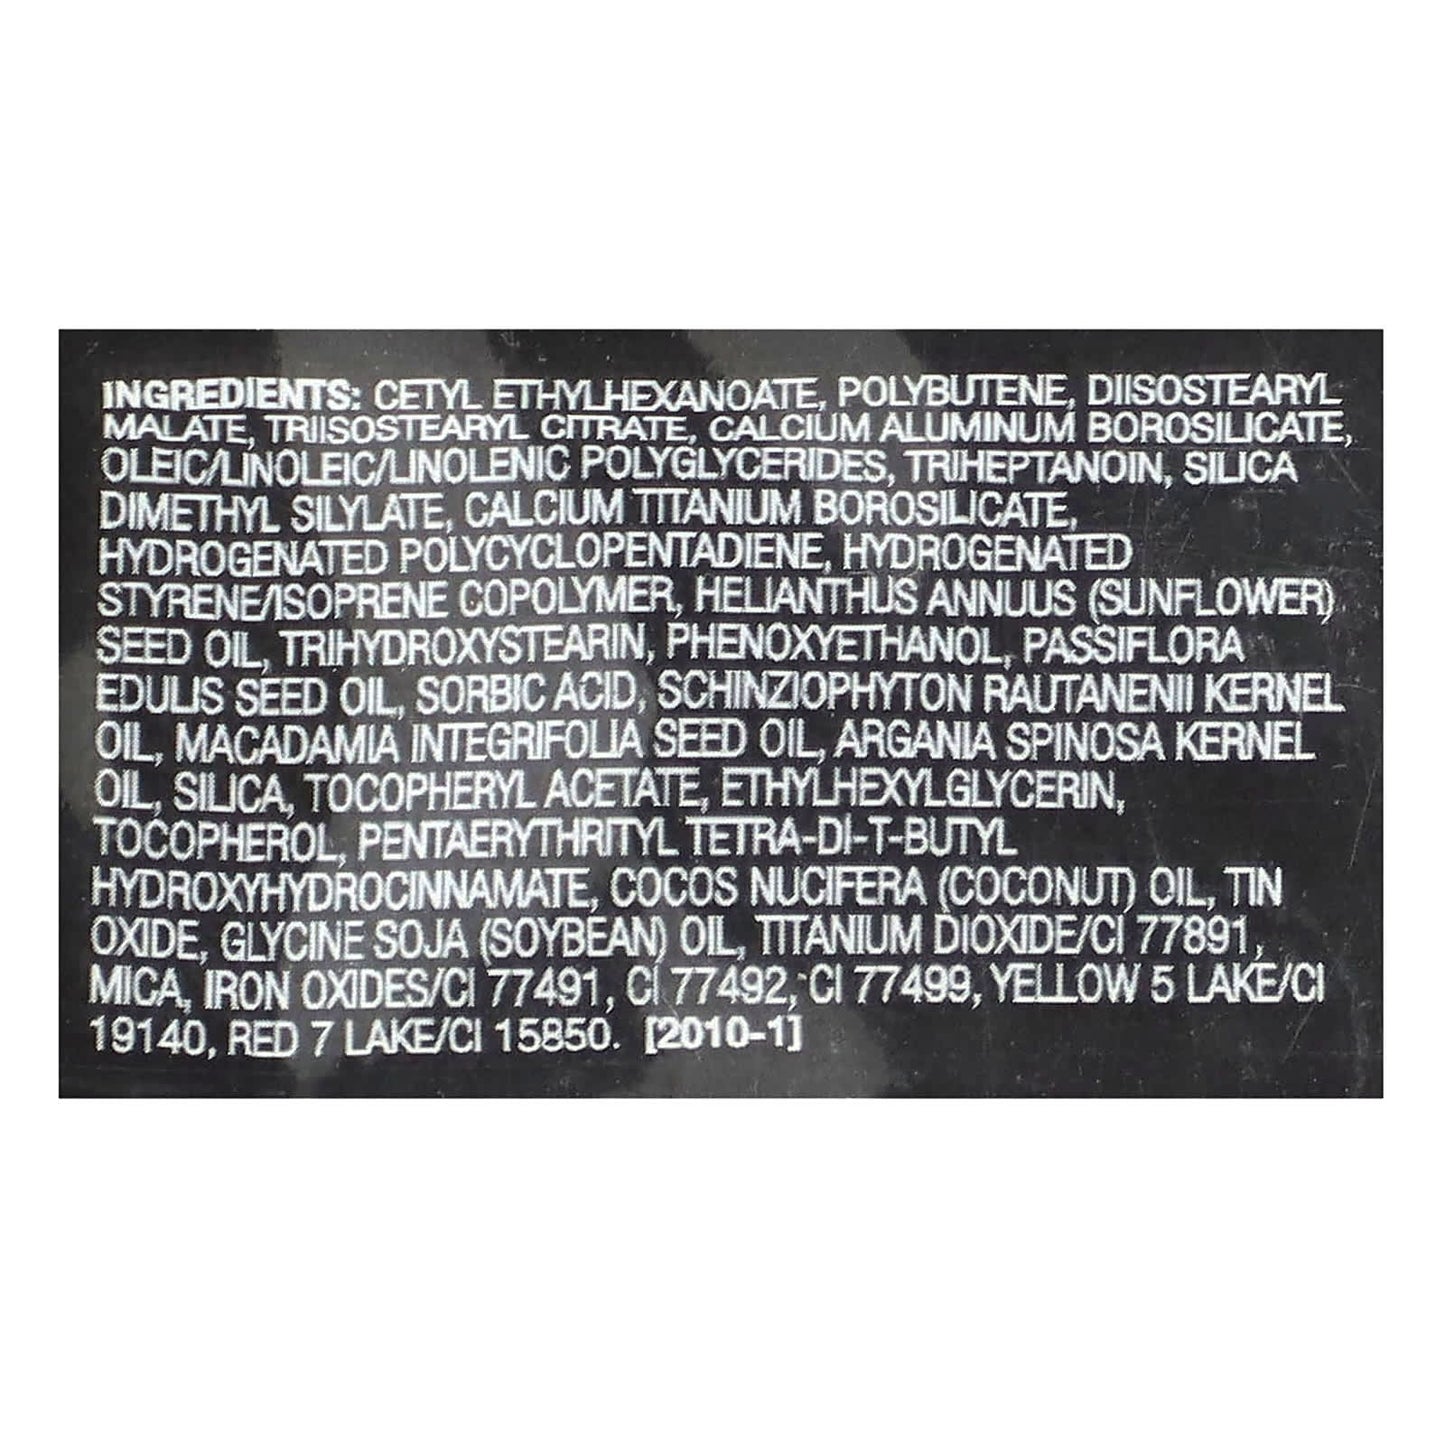 INGREDIENTS: CETYL ETHYLHEXANOATE, POLYBUTENE, DIISOSTEARYL
MALATE, TRIISOSTEARYL CITRATE, CALCIUM ALUMINUM BOROSILICATE,
OLEIC/LINOLEIC/LINOLENIC POLYGLYCERIDES, TRIHEPTANOIN, SILICA
DIMETHYL SILYLATE, CALCIUM TITANIUM BOROSILICATE,
HYDROGENATED POLYCYCLOPENTADIENE, HYDROGENATED
STYRENE/ISOPRENE COPOLYMER, HELIANTHUS ANNUUS (SUNFLOWER)
SEED OIL, TRIHYDROXYSTEARIN, PHENOXYETHANOL, PASSIFLORA
EDULIS SEED OIL, SORBIC ACID, SCHINZIOPHYTON RAUTANENII KERNEL
OIL, MACADAMIA INTEGRIFOLIA SEED OIL, ARGANIA SPINOSA KERNEL
OIL, SILICA, TOCOPHERYL ACETATE, ETHYLHEXYLGLYCERIN,
TOCOPHEROL, PENTAERYTHRITYL TETRA-DI-T-BUTYL
HYDROXYHYDROCINNAMATE, COCOS NUCIFERA (COCONUT) OIL, TIN
OXIDE, GLYCINE SOJA (SOYBEAN) OIL, TITANIUM DIOXIDE/CI 77891,
MICA, IRON OXIDES/CI 77491, CI 77492, CI 77499, YELLOW 5 LAKE/CI
19140, RED 7 LAKE/CI 15850. [2010-1]